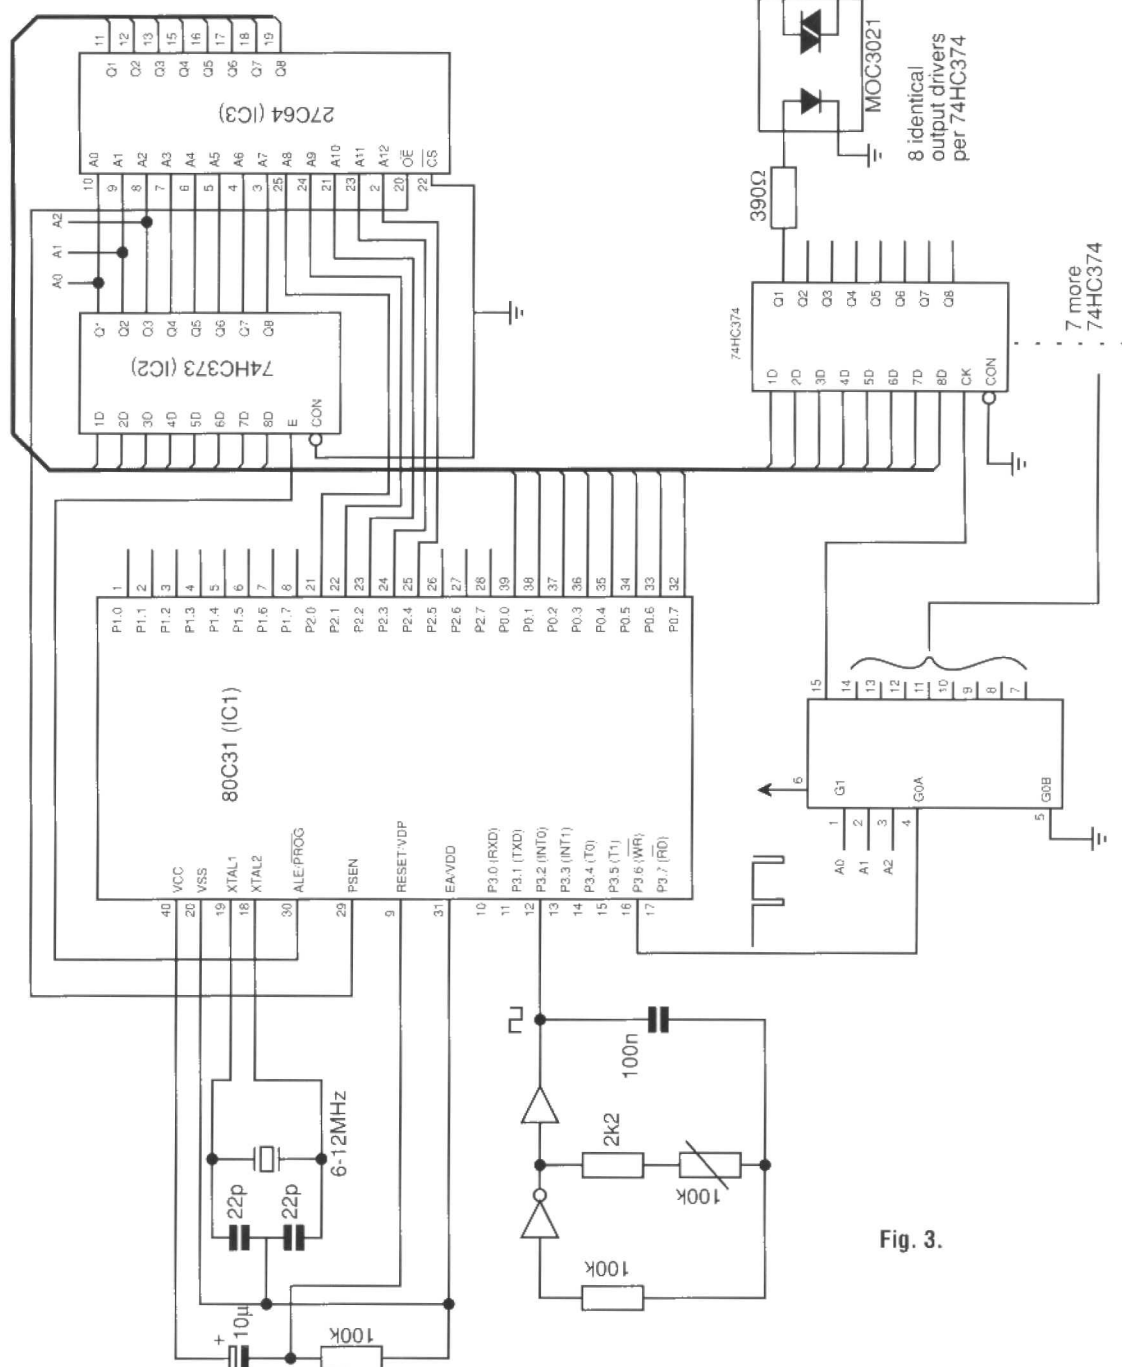 11
12
13
15
16
17
18
19
Q1
Q2
Q3
Q4
Q5
Q6
Q7
Q8
27C64 (IC3)
A0
A1
A2
A3
A4
A5
A6
A7
A8
A9
A10
A11
A12
OE
CS
10
9
8
7
6
5
4
3
25
24
21
23
2
20
22
A0
A1
A2
Q'
Q2
Q3
Q4
Q5
Q6
Q7
Q8
74HC373 (IC2)
1D
2D
3D
4D
5D
6D
7D
8D
E
CON
1
2
3
4
5
6
7
8
21
22
23
24
25
26
27
28
39
38
37
36
35
34
33
32
P1.0
P1.1
P1.2
P1.3
P1.4
P1.5
P1.6
P1.7
P2.0
P2.1
P2.2
P2.3
P2.4
P2.5
P2.6
P2.7
P0.0
P0.1
P0.2
P0.3
P0.4
P0.5
P0.6
P0.7
80C31 (IC1)
VCC
VSS
XTAL1
XTAL2
ALE/PROG
PSEN
RESET/VDP
EA/VDD
P3.0 (RXD)
P3.1 (TXD)
P3.2 (INT0)
P3.3 (INT1)
P3.4 (T0)
P3.5 (T1)
P3.6 (WR)
P3.7 (RD)
40
20
19
18
30
29
9
31
10
11
12
13
14
15
16
17
6-12MHz
22p
22p
+
10µ
100k
100n
2k2
100k
100k
MOC3021
8 identical
output drivers
per 74HC374
390Ω
Q1
Q2
Q3
Q4
Q5
Q6
Q7
Q8
74HC374
1D
2D
3D
4D
5D
6D
7D
8D
CK
CON
7 more
74HC374
15
14
13
12
11
10
9
8
7
6
G1
G0A
G0B
1
2
3
4
5
A0
A1
A2
Fig. 3.